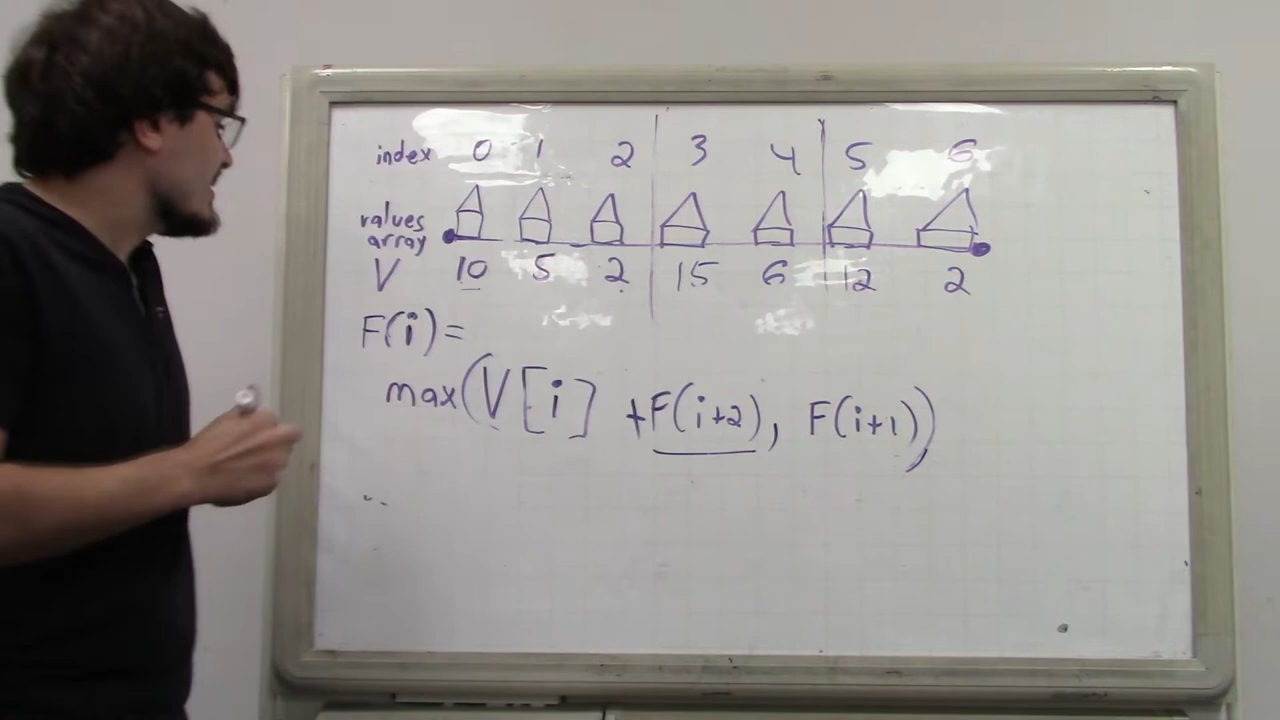 index 0 1 2 3 4 5 6
values
array
V 10 5 2 15 6 12 2
F(i)=
max(V[i] +F(i+2), F(i+1))